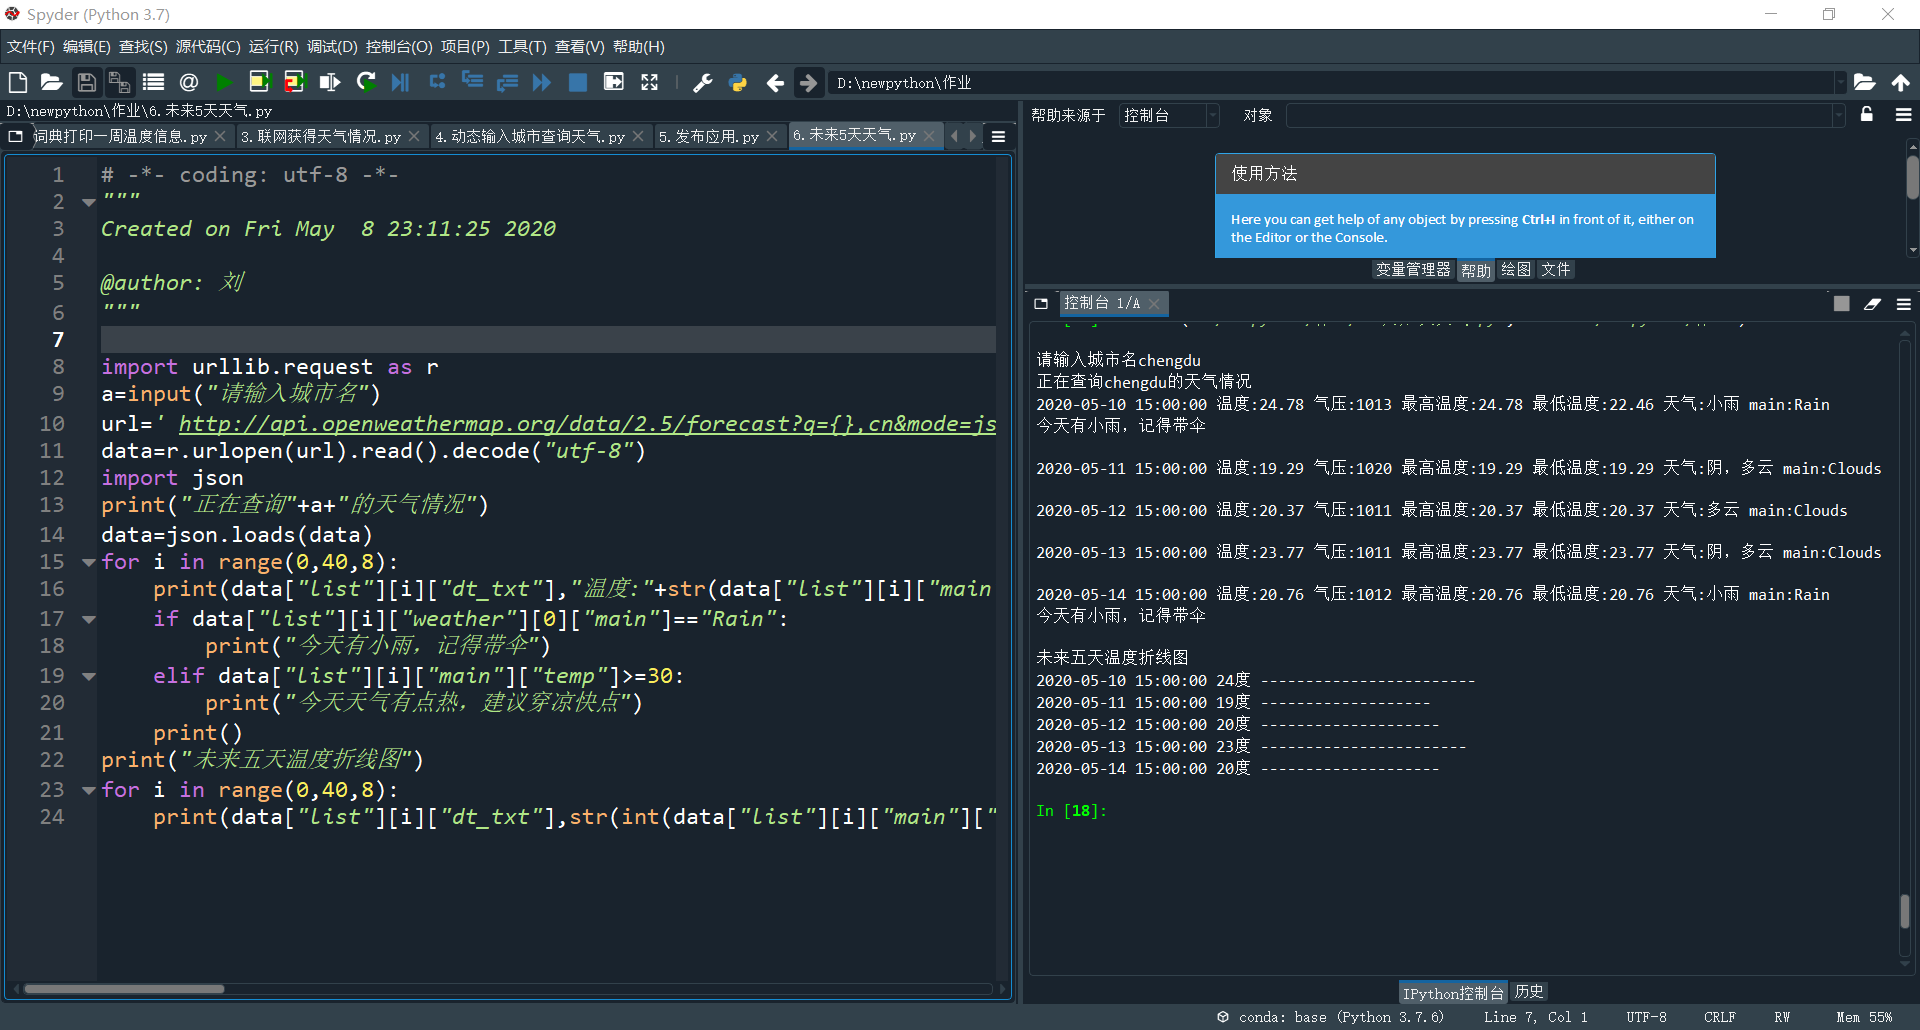 Spyder (Python 3.7)
文件(F) 编辑(E) 查找(S) 源代码(C) 运行(R) 调试(D) 控制台(O) 项目(P) 工具(T) 查看(V) 帮助(H)
D:\newpython\作业
D:\newpython\作业\6.未来5天天气.py
词典打印一周温度信息.py 3.联网获得天气情况.py 4.动态输入城市查询天气.py 5.发布应用.py 6.未来5天天气.py
1 # -*- coding: utf-8 -*-
2 """
3 Created on Fri May  8 23:11:25 2020
4
5 @author: 刘
6 """
7
8 import urllib.request as r
9 a=input("请输入城市名")
10 url=' http://api.openweathermap.org/data/2.5/forecast?q={},cn&mode=js
11 data=r.urlopen(url).read().decode("utf-8")
12 import json
13 print("正在查询"+a+"的天气情况")
14 data=json.loads(data)
15 for i in range(0,40,8):
16     print(data["list"][i]["dt_txt"],"温度:"+str(data["list"][i]["main
17     if data["list"][i]["weather"][0]["main"]=="Rain":
18         print("今天有小雨，记得带伞")
19     elif data["list"][i]["main"]["temp"]>=30:
20         print("今天天气有点热，建议穿凉快点")
21     print()
22 print("未来五天温度折线图")
23 for i in range(0,40,8):
24     print(data["list"][i]["dt_txt"],str(int(data["list"][i]["main"]["
帮助来源于 控制台 对象
使用方法
Here you can get help of any object by pressing Ctrl+I in front of it, either on
the Editor or the Console.
变量管理器 帮助 绘图 文件
控制台 1/A
请输入城市名chengdu
正在查询chengdu的天气情况
2020-05-10 15:00:00 温度:24.78 气压:1013 最高温度:24.78 最低温度:22.46 天气:小雨 main:Rain
今天有小雨，记得带伞
2020-05-11 15:00:00 温度:19.29 气压:1020 最高温度:19.29 最低温度:19.29 天气:阴，多云 main:Clouds
2020-05-12 15:00:00 温度:20.37 气压:1011 最高温度:20.37 最低温度:20.37 天气:多云 main:Clouds
2020-05-13 15:00:00 温度:23.77 气压:1011 最高温度:23.77 最低温度:23.77 天气:阴，多云 main:Clouds
2020-05-14 15:00:00 温度:20.76 气压:1012 最高温度:20.76 最低温度:20.76 天气:小雨 main:Rain
今天有小雨，记得带伞
未来五天温度折线图
2020-05-10 15:00:00 24度 ------------------------
2020-05-11 15:00:00 19度 -------------------
2020-05-12 15:00:00 20度 --------------------
2020-05-13 15:00:00 23度 -----------------------
2020-05-14 15:00:00 20度 --------------------
In [18]:
IPython控制台 历史
conda: base (Python 3.7.6) Line 7, Col 1 UTF-8 CRLF RW Mem 55%